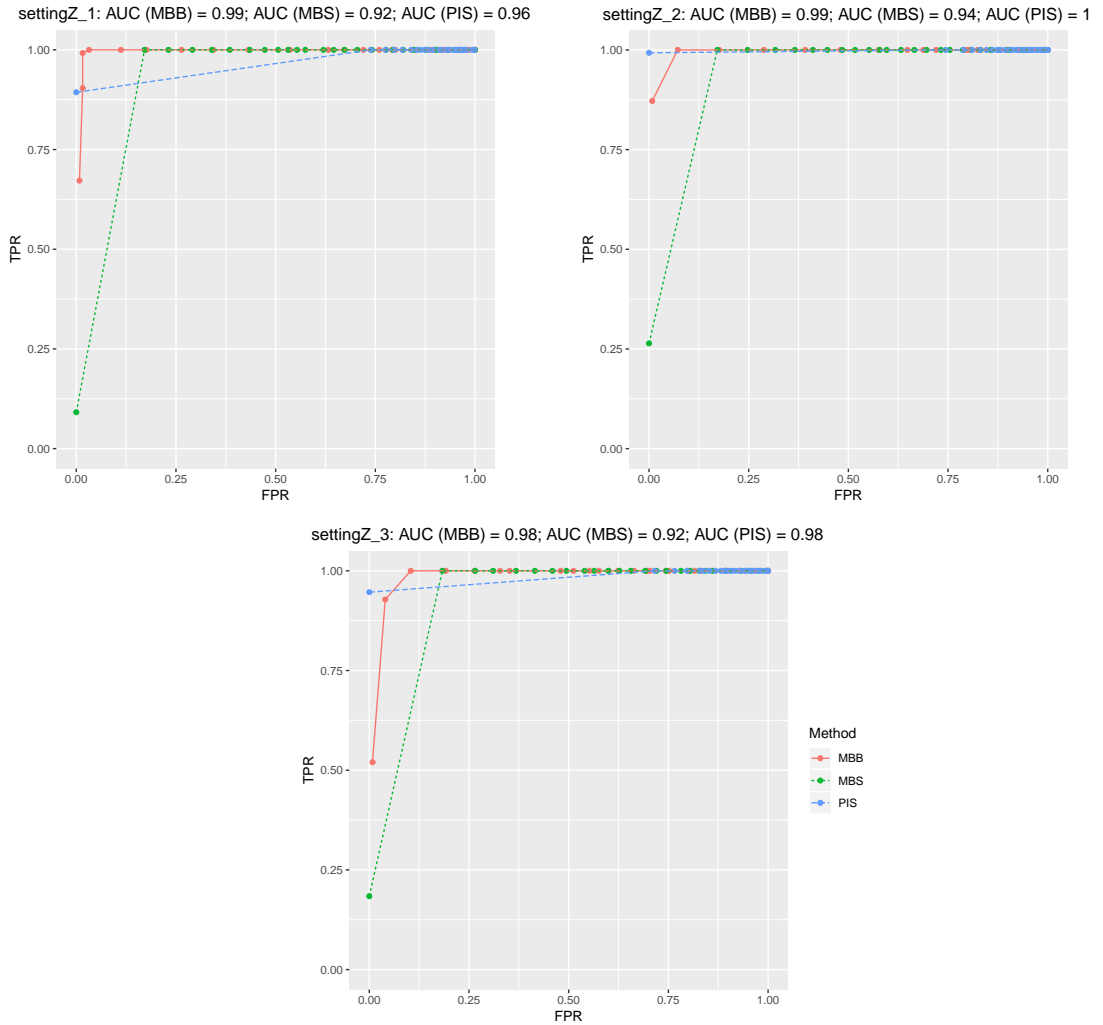 settingZ_1: AUC (MBB) = 0.99; AUC (MBS) = 0.92; AUC (PIS) = 0.96
1.00
0.75
0.50
0.25
0.00
TPR
0.00 0.25 0.50 0.75 1.00
FPR
settingZ_2: AUC (MBB) = 0.99; AUC (MBS) = 0.94; AUC (PIS) = 1
1.00
0.75
0.50
0.25
0.00
TPR
0.00 0.25 0.50 0.75 1.00
FPR
settingZ_3: AUC (MBB) = 0.98; AUC (MBS) = 0.92; AUC (PIS) = 0.98
1.00
0.75
0.50
0.25
0.00
TPR
0.00 0.25 0.50 0.75 1.00
FPR
Method
MBB
MBS
PIS